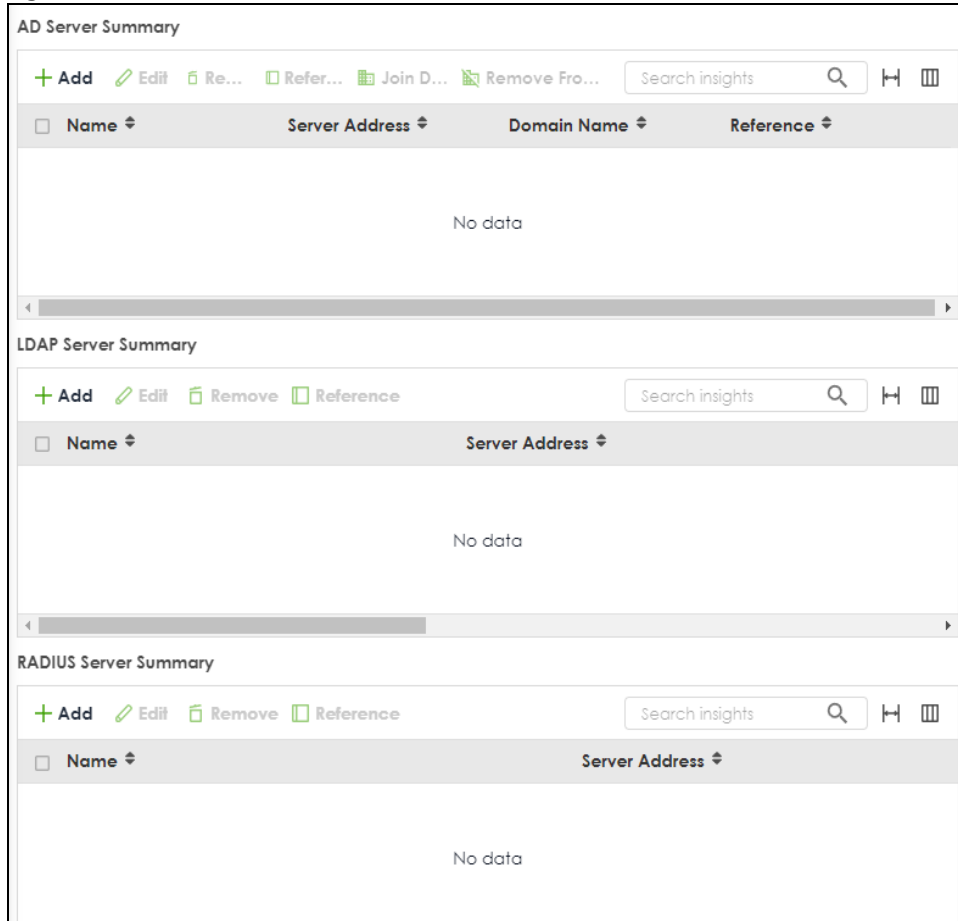 AD Server Summary
Add Edit Re... Refer... Join D... Remove Fro... Search insights
Name Server Address Domain Name Reference
No data
LDAP Server Summary
Add Edit Remove Reference Search insights
Name Server Address
No data
RADIUS Server Summary
Add Edit Remove Reference Search insights
Name Server Address
No data